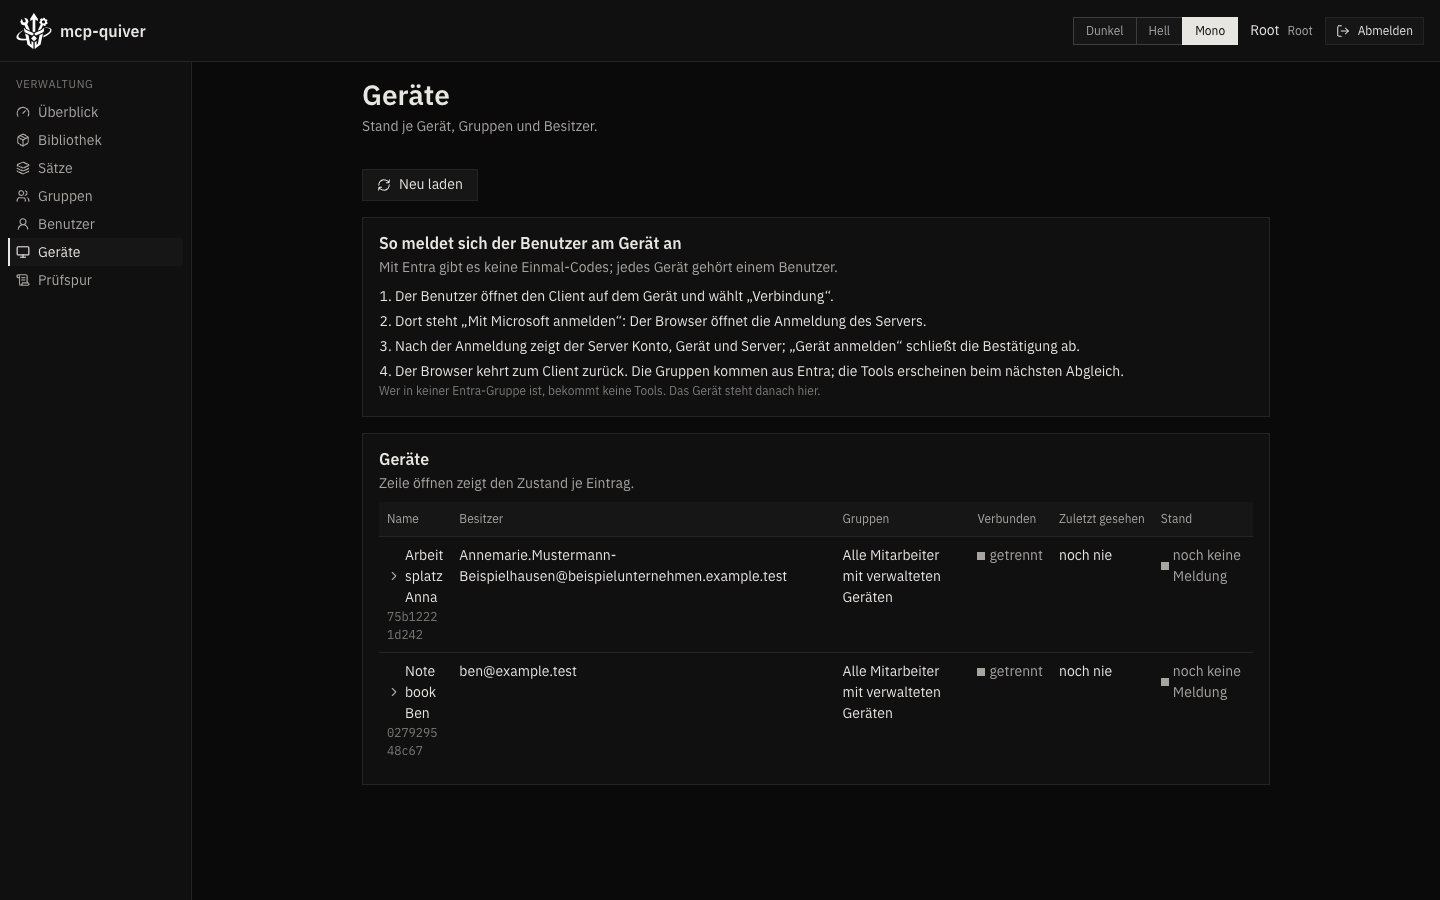 mcp-quiver
Dunkel Hell Mono Root Root Abmelden
VERWALTUNG
Überblick
Bibliothek
Sätze
Gruppen
Benutzer
Geräte
Prüfspur
Geräte
Stand je Gerät, Gruppen und Besitzer.
Neu laden
So meldet sich der Benutzer am Gerät an
Mit Entra gibt es keine Einmal-Codes; jedes Gerät gehört einem Benutzer.
1. Der Benutzer öffnet den Client auf dem Gerät und wählt „Verbindung“.
2. Dort steht „Mit Microsoft anmelden“: Der Browser öffnet die Anmeldung des Servers.
3. Nach der Anmeldung zeigt der Server Konto, Gerät und Server; „Gerät anmelden“ schließt die Bestätigung ab.
4. Der Browser kehrt zum Client zurück. Die Gruppen kommen aus Entra; die Tools erscheinen beim nächsten Abgleich.
Wer in keiner Entra-Gruppe ist, bekommt keine Tools. Das Gerät steht danach hier.
Geräte
Zeile öffnen zeigt den Zustand je Eintrag.
Name Besitzer Gruppen Verbunden Zuletzt gesehen Stand
Arbeit
splatz
Anna
75b1222
1d242
Annemarie.Mustermann-
Beispielhausen@beispielunternehmen.example.test
Alle Mitarbeiter
mit verwalteten
Geräten
getrennt
noch nie
noch keine
Meldung
Note
book
Ben
0279295
48c67
ben@example.test
Alle Mitarbeiter
mit verwalteten
Geräten
getrennt
noch nie
noch keine
Meldung